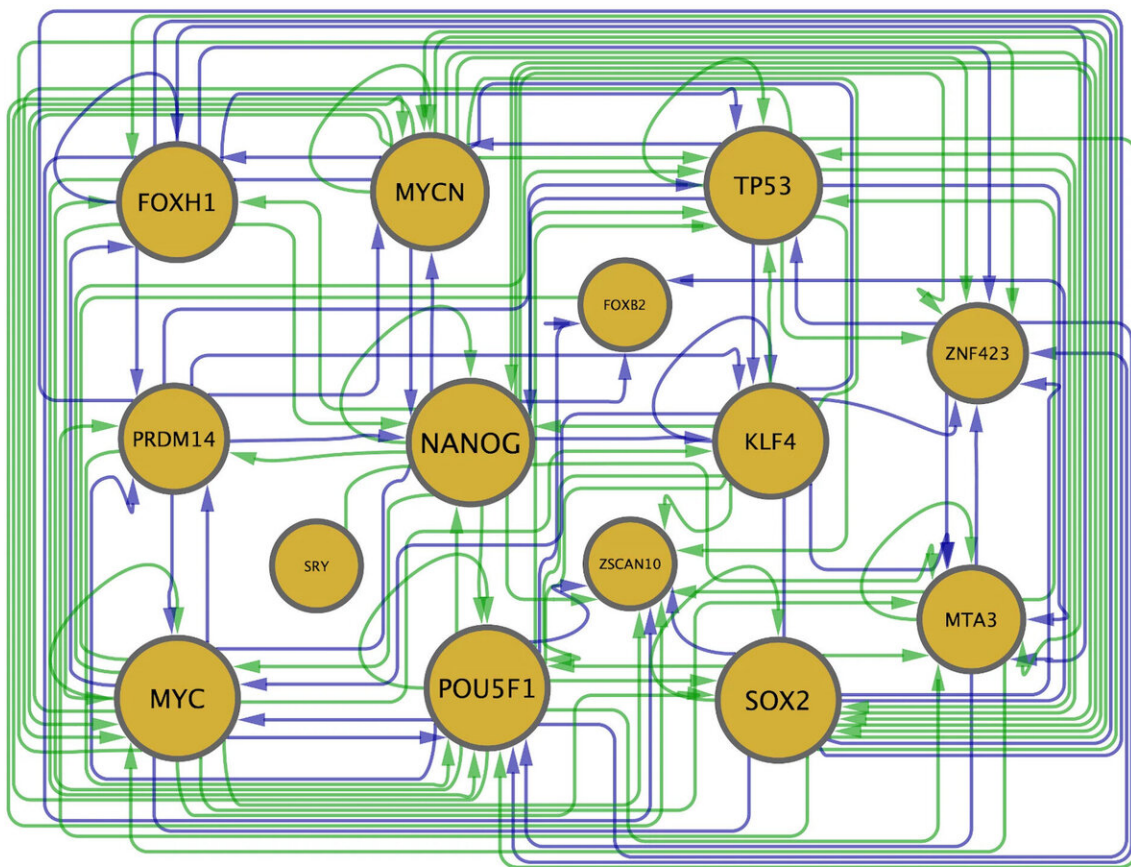 FOXH1
MYCN
TP53
FOXB2
ZNF423
PRDM14
NANOG
KLF4
SRY
ZSCAN10
MTA3
MYC
POU5F1
SOX2